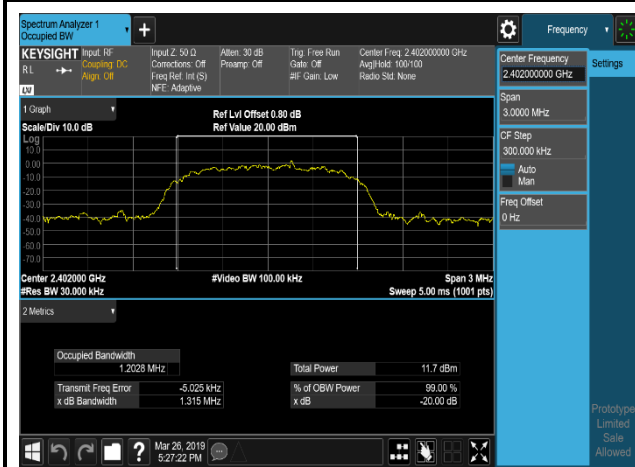 Spectrum Analyzer 1
Occupied BW
Frequency
KEYSIGHT Input: RF
RL
Coupling: DC
Align: Off
LV
Input Z: 50 Ω
Corrections: Off
Freq Ref: Int (S)
NFE: Adaptive
Atten: 30 dB
Preamp: Off
Trig: Free Run
Gate: Off
#IF Gain: Low
Center Freq: 2.402000000 GHz
Avg|Hold: 100/100
Radio Std: None
Center Frequency
2.402000000 GHz
Settings
Span
3.0000 MHz
CF Step
300.000 kHz
Auto
Man
Freq Offset
0 Hz
1 Graph
Scale/Div 10.0 dB
Ref Lvl Offset 0.80 dB
Ref Value 20.00 dBm
Log
10.0
0.00
-10.0
-20.0
-30.0
-40.0
-50.0
-60.0
-70.0
Center 2.402000 GHz
#Video BW 100.00 kHz
Span 3 MHz
#Res BW 30.000 kHz
Sweep 5.00 ms (1001 pts)
2 Metrics
Occupied Bandwidth
1.2028 MHz
Total Power 11.7 dBm
Transmit Freq Error -5.025 kHz
% of OBW Power 99.00 %
x dB Bandwidth 1.315 MHz
x dB -20.00 dB
Prototype
Limited
Sale
Allowed
?
Mar 26, 2019
5:27:22 PM